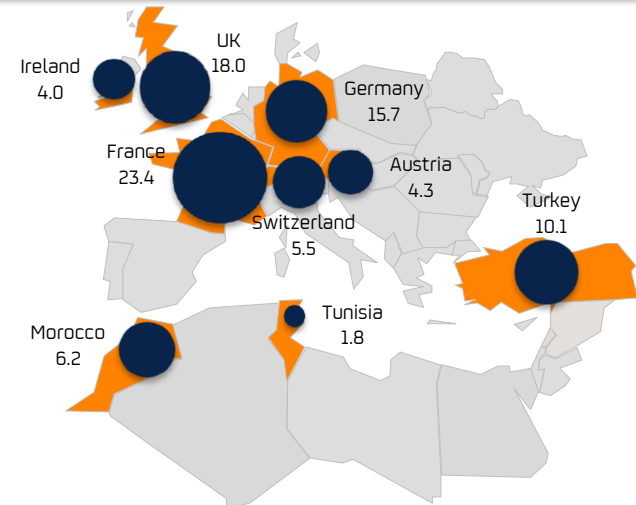 UK
18.0
Ireland
4.0
Germany
15.7
France
23.4
Austria
4.3
Switzerland
5.5
Turkey
10.1
Tunisia
1.8
Morocco
6.2